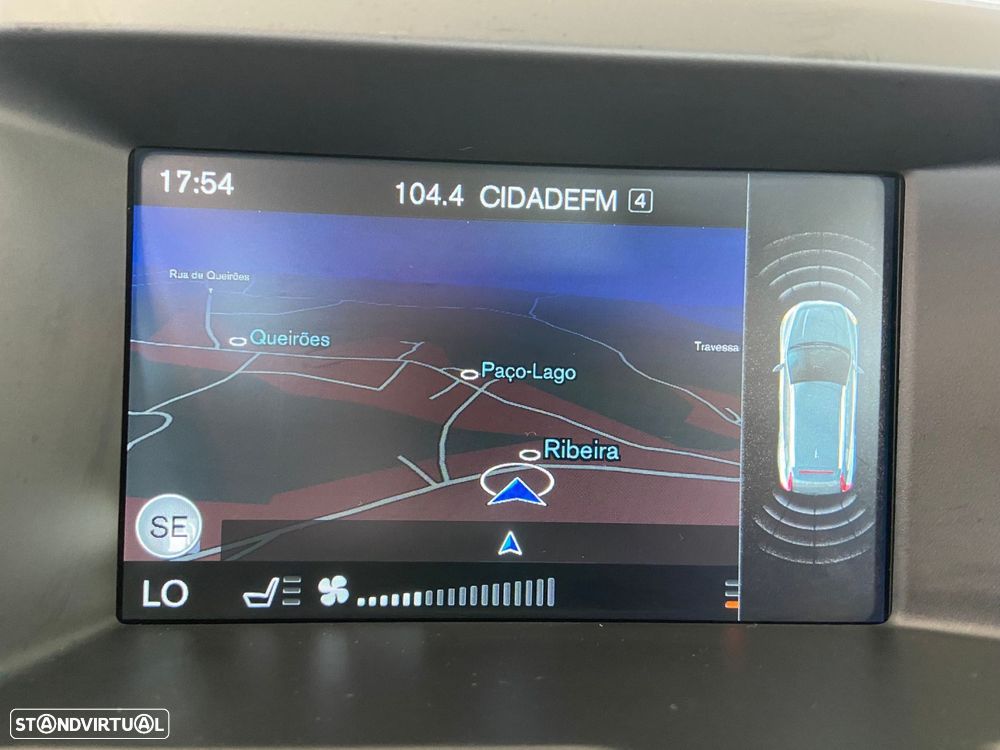 17:54
104.4 CIDADEFM 4
Rua de Queirões
Queirões
Travessa
Paço-Lago
Ribeira
SE
LO
STANDVIRTUAL